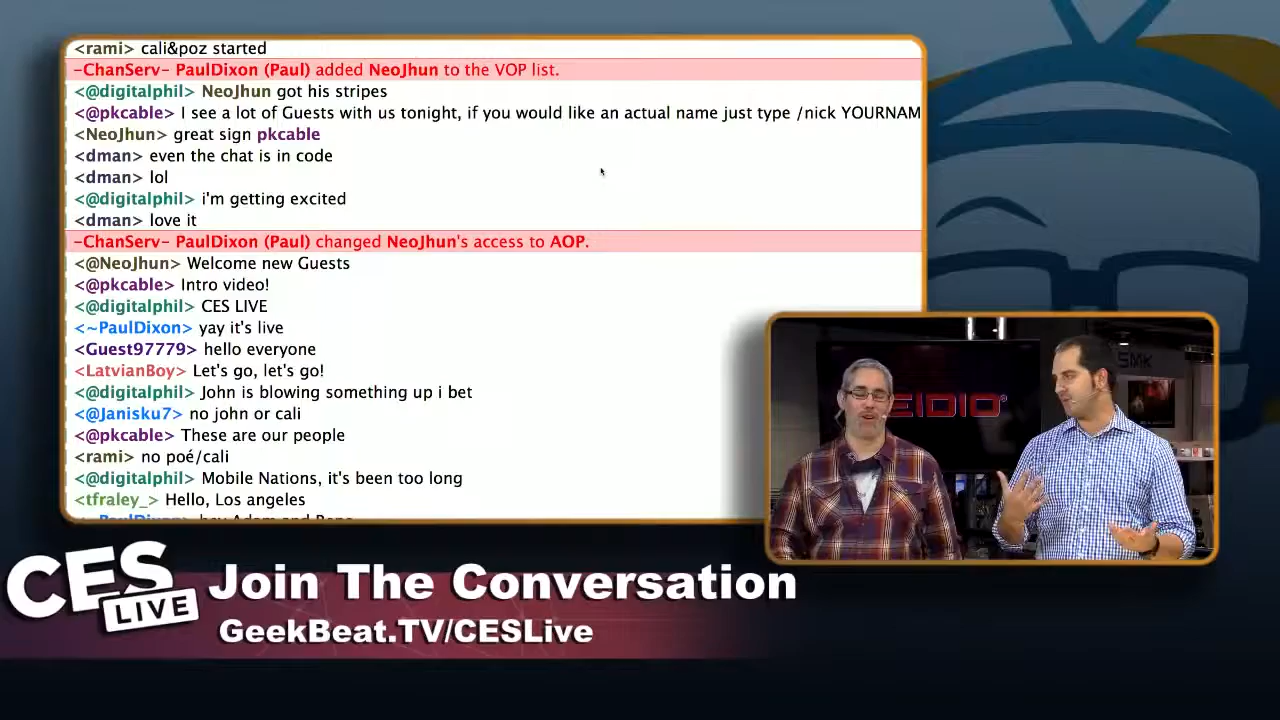 <rami> cali&poz started
-ChanServ- PaulDixon (Paul) added NeoJhun to the VOP list.
<@digitalphil> NeoJhun got his stripes
<@pkcable> I see a lot of Guests with us tonight, if you would like an actual name just type /nick YOURNAM
<NeoJhun> great sign pkcable
<dman> even the chat is in code
<dman> lol
<@digitalphil> i'm getting excited
<dman> love it
-ChanServ- PaulDixon (Paul) changed NeoJhun's access to AOP.
<@NeoJhun> Welcome new Guests
<@pkcable> Intro video!
<@digitalphil> CES LIVE
<~PaulDixon> yay it's live
<Guest97779> hello everyone
<LatvianBoy> Let's go, let's go!
<@digitalphil> John is blowing something up i bet
<@Janisku7> no john or cali
<@pkcable> These are our people
<rami> no poé/cali
<@digitalphil> Mobile Nations, it's been too long
<tfraley_> Hello, Los angeles
SMK
EIDIO
CES
LIVE
Join The Conversation
GeekBeat.TV/CESLive